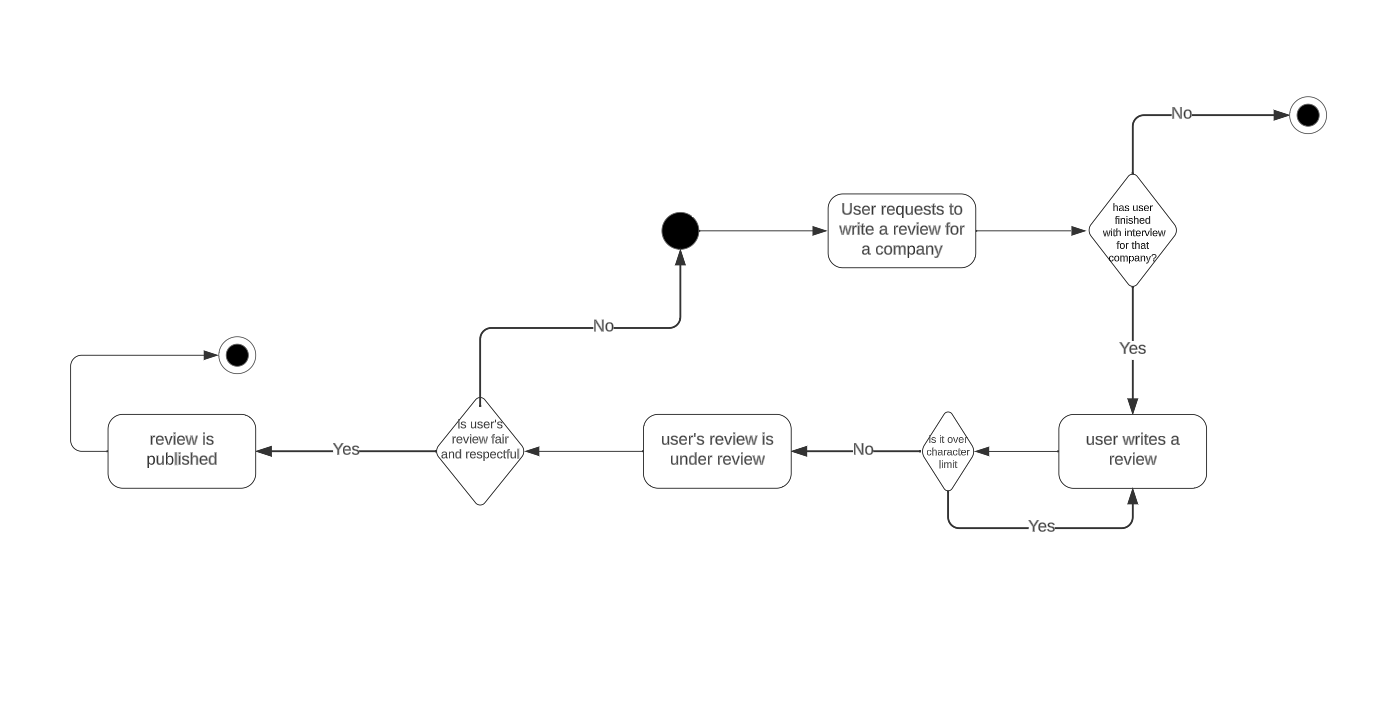 No
User requests to
write a review for
a company
has user
finished
with interview
for that
company?
No
Yes
is user's
review fair
and respectful
review is
published
Yes
user's review is
under review
No
is it over
character
limit
user writes a
review
Yes